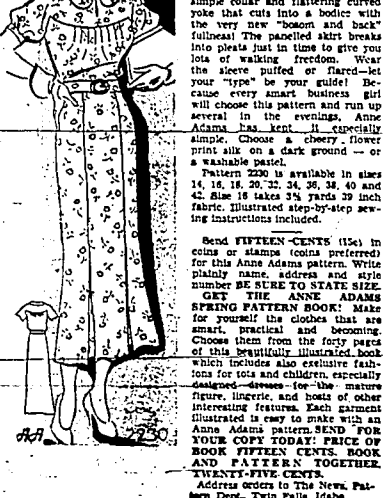 simple collar and flattering curved
yoke that cuts into a bodice with
the very new "bosom and back"
fullness! The panelled skirt breaks
into pleats just in time to give you
lots of walking freedom. Wear
the sleeve puffed or flared—let
your "type" be your guide! Be-
cause every smart business girl
will choose this pattern and run up
several in the evenings, Anne
Adams has kept it especially
simple. Choose a cheery flower
print silk on a dark ground — or
a washable pastel.
Pattern 2230 is available in sizes
14, 16, 18, 20, 32, 34, 36, 38, 40 and
42. Size 16 takes 3¾ yards 39 inch
fabric. Illustrated step-by-step sew-
ing instructions included.
Send FIFTEEN CENTS (15c) in
coins or stamps (coins preferred)
for this Anne Adams pattern. Write
plainly name, address and style
number BE SURE TO STATE SIZE.
GET THE ANNE ADAMS
SPRING PATTERN BOOK! Make
for yourself the clothes that are
smart, practical and becoming.
Choose them from the forty pages
of this beautifully illustrated book
which includes also exlusive fash-
ions for tots and children, especially
designed dresses for the mature
figure, lingerie, and hosts of other
interesting features. Each garment
illustrated is easy to make with an
Anne Adams pattern. SEND FOR
YOUR COPY TODAY! PRICE OF
BOOK FIFTEEN CENTS. BOOK
AND PATTERN TOGETHER
TWENTY-FIVE CENTS.
Address orders to The News, Pat-
tern Dept., Twin Falls, Idaho
AA
2230